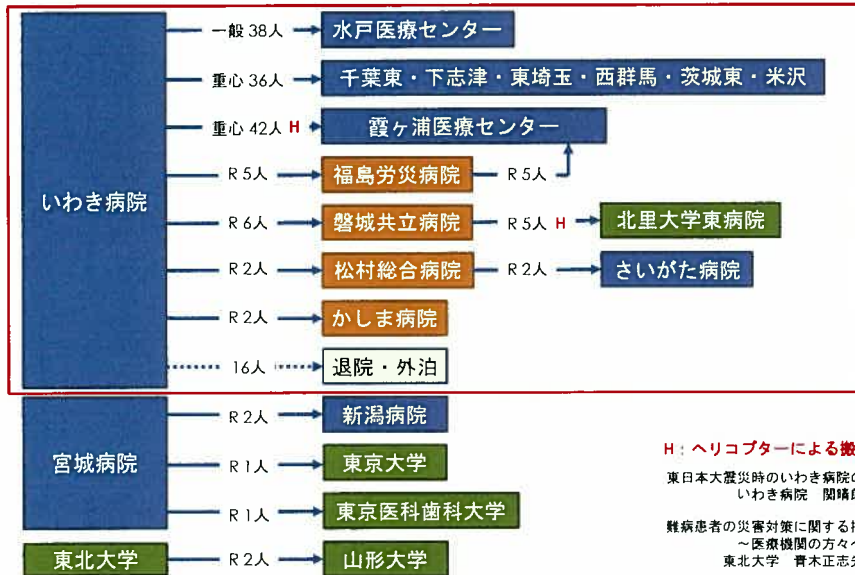 一般 38人 水戸医療センター
重心 36人 千葉東・下志津・東埼玉・西群馬・茨城東・米沢
重心 42人 H 霞ヶ浦医療センター
いわき病院
R 5人 福島労災病院 R 5人
R 6人 磐城共立病院 R 5人 H 北里大学東病院
R 2人 松村総合病院 R 2人 さいがた病院
R 2人 かしま病院
16人 退院・外泊
宮城病院
R 2人 新潟病院
R 1人 東京大学
R 1人 東京医科歯科大学
東北大学 R 2人 山形大学
H：ヘリコプターによる搬
東日本大震災時のいわき病院の
いわき病院 関晴
難病患者の災害対策に関する
～医療機関の方々へ
東北大学 青木正志